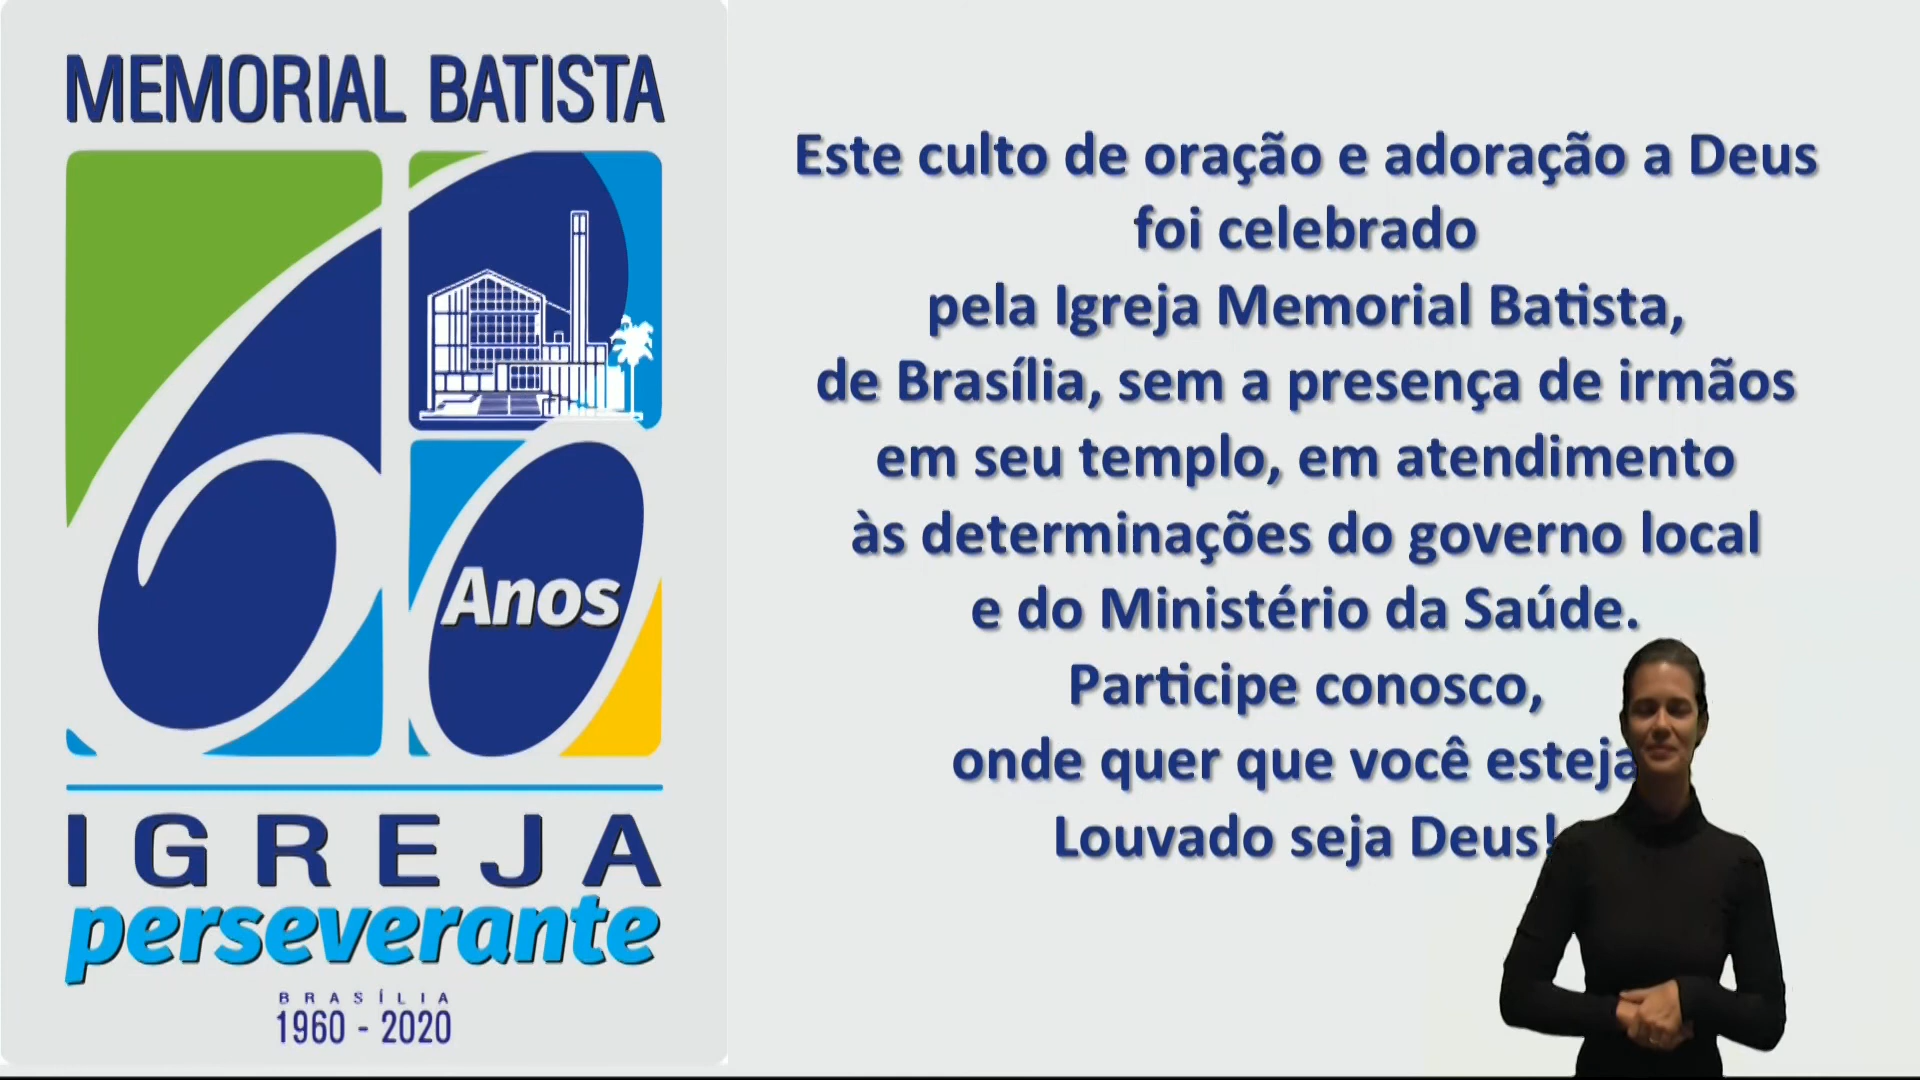 MEMORIAL BATISTA
60
Anos
IGREJA
perseverante
BRASÍLIA
1960 - 2020
Este culto de oração e adoração a Deus
foi celebrado
pela Igreja Memorial Batista,
de Brasília, sem a presença de irmãos
em seu templo, em atendimento
às determinações do governo local
e do Ministério da Saúde.
Participe conosco,
onde quer que você esteja
Louvado seja Deus!